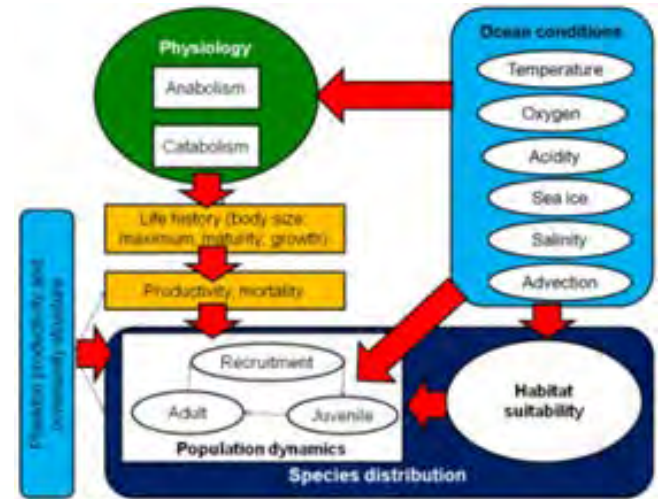 Physiology
Anabolism
Catabolism
Ocean conditions
Temperature
Oxygen
Acidity
Sea ice
Salinity
Advection
Life history (body size:
maximum, maturity, growth)
Productivity, mortality
Plankton productivity and
community structure
Recruitment
Adult
Juvenile
Population dynamics
Habitat
suitability
Species distribution